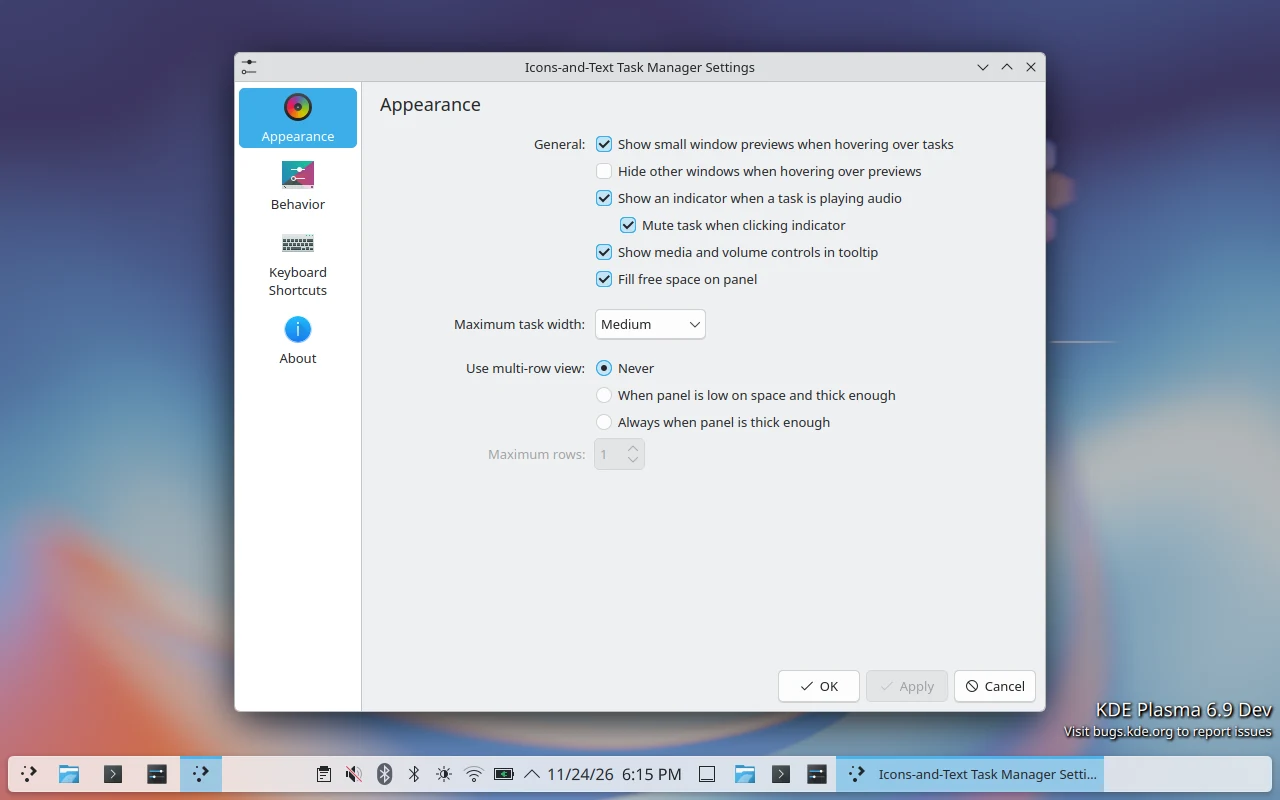 Icons-and-Text Task Manager Settings
Appearance
Behavior
Keyboard
Shortcuts
About
Appearance
General:
Show small window previews when hovering over tasks
Hide other windows when hovering over previews
Show an indicator when a task is playing audio
Mute task when clicking indicator
Show media and volume controls in tooltip
Fill free space on panel
Maximum task width: Medium
Use multi-row view: Never
When panel is low on space and thick enough
Always when panel is thick enough
Maximum rows: 1
OK Apply Cancel
KDE Plasma 6.9 Dev
Visit bugs.kde.org to report issues
11/24/26 6:15 PM Icons-and-Text Task Manager Setti...